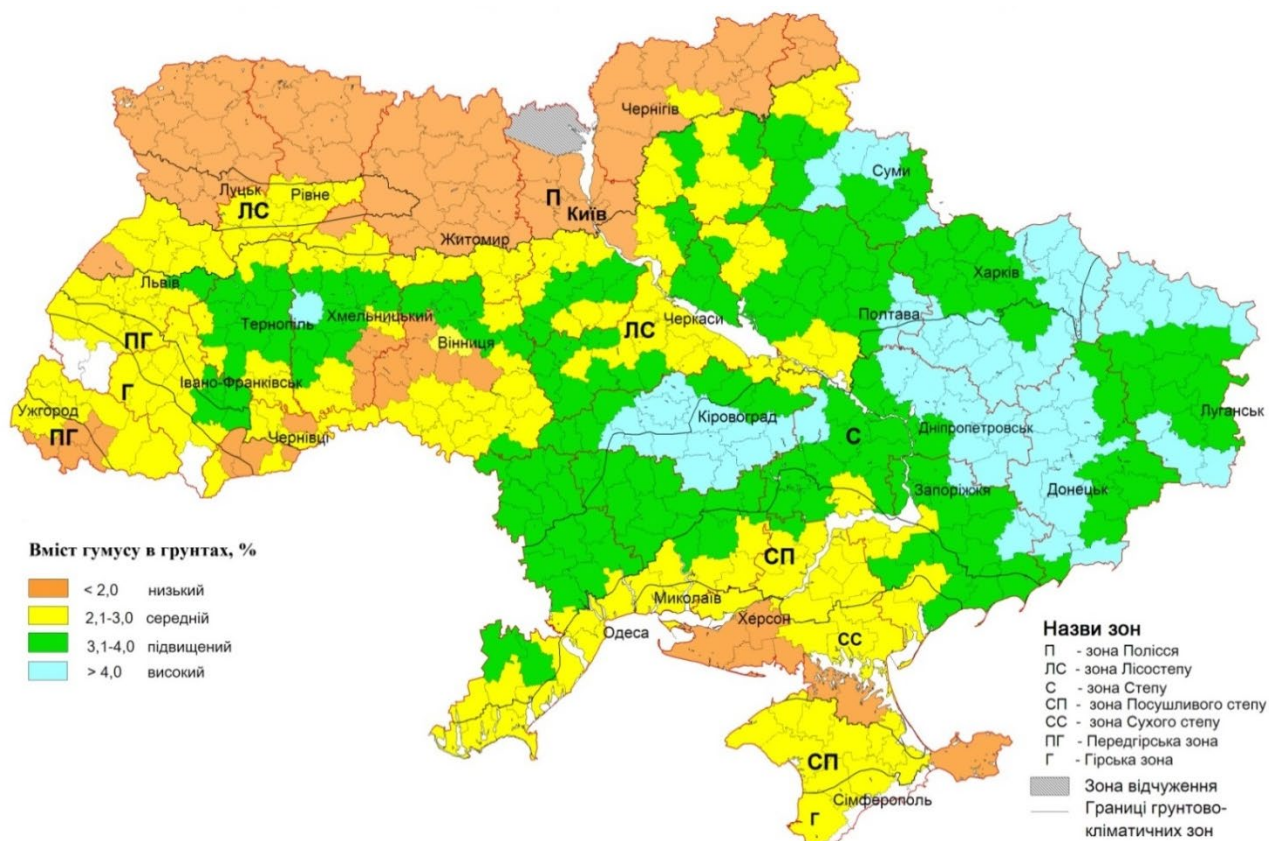 Чернігів
Суми
Луцьк
Рівне
ЛС
П
Київ
Житомир
Харків
Львів
Тернопіль
Хмельницький
Полтава
Вінниця
ЛС
Черкаси
ПГ
Г
Івано-Франківськ
Кіровоград
Луганськ
Ужгород
ПГ
Чернівці
С
Дніпропетровськ
Запоріжжя
Донецьк
СП
Миколаїв
Херсон
Одеса
СС
СП
Сімферополь
Г
Вміст гумусу в грунтах, %
< 2,0 низький
2,1-3,0 середній
3,1-4,0 підвищений
> 4,0 високий
Назви зон
П - зона Полісся
ЛС - зона Лісостепу
С - зона Степу
СП - зона Посушливого степу
СС - зона Сухого степу
ПГ - Передгірська зона
Г - Гірська зона
Зона відчуження
Границі грунтово-
кліматичних зон